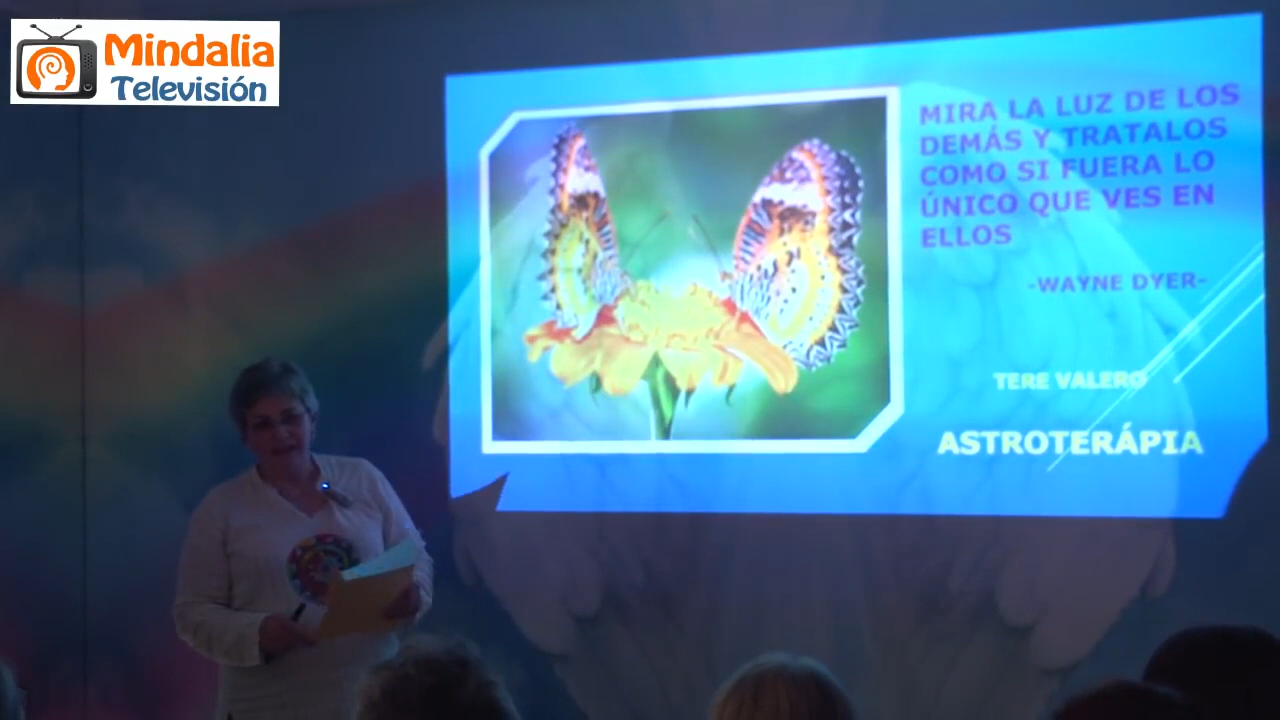 Mindalia
Televisión
MIRA LA LUZ DE LOS
DEMÁS Y TRATALOS
COMO SI FUERA LO
ÚNICO QUE VES EN
ELLOS
-WAYNE DYER-
TERE VALERO
ASTROTERÁPIA